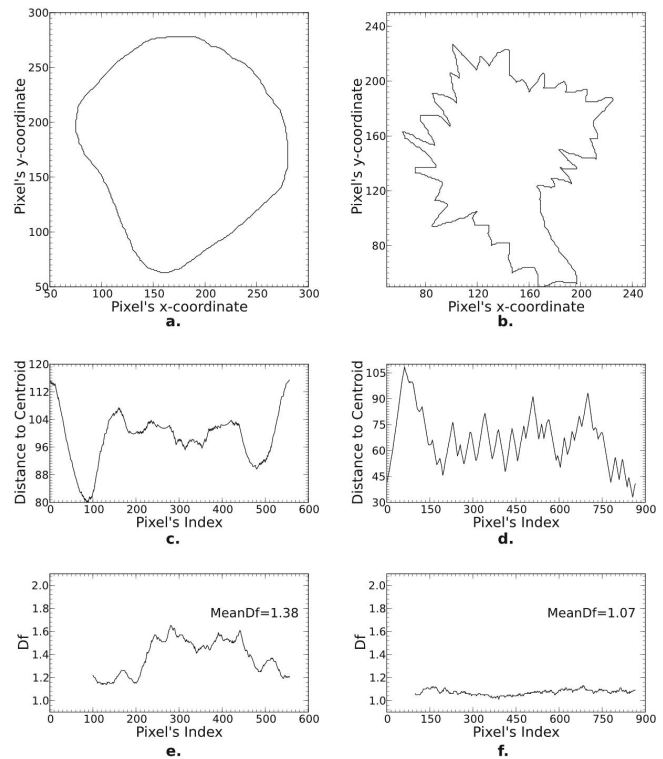 300
250
200
150
100
50
50 100 150 200 250 300
Pixel's y-coordinate
Pixel's x-coordinate
a.
240
200
160
120
80
80 120 160 200 240
Pixel's y-coordinate
Pixel's x-coordinate
b.
120
112
104
96
88
80
0 100 200 300 400 500 600
Distance to Centroid
Pixel's Index
c.
105
90
75
60
45
30
0 150 300 450 600 750 900
Distance to Centroid
Pixel's Index
d.
2.0
1.8
1.6
1.4
1.2
1.0
0 100 200 300 400 500 600
Df
MeanDf=1.38
Pixel's Index
e.
2.0
1.8
1.6
1.4
1.2
1.0
0 150 300 450 600 750 900
Df
MeanDf=1.07
Pixel's Index
f.